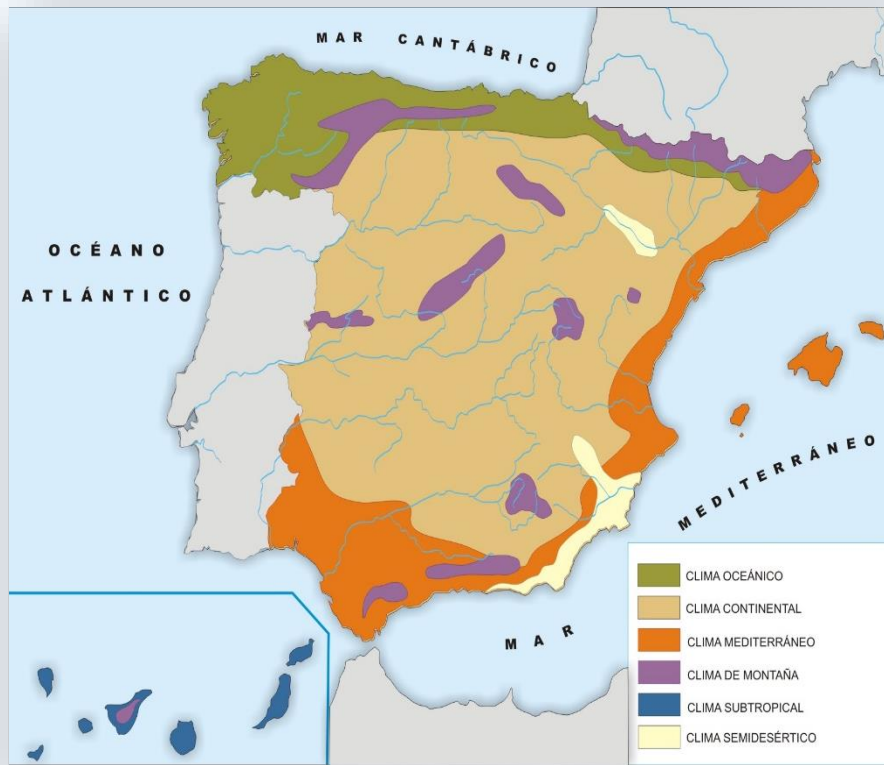 MAR CANTÁBRICO
OCÉANO
ATLÁNTICO
MAR MEDITERRÁNEO
CLIMA OCEÁNICO
CLIMA CONTINENTAL
CLIMA MEDITERRÁNEO
CLIMA DE MONTAÑA
CLIMA SUBTROPICAL
CLIMA SEMIDESÉRTICO